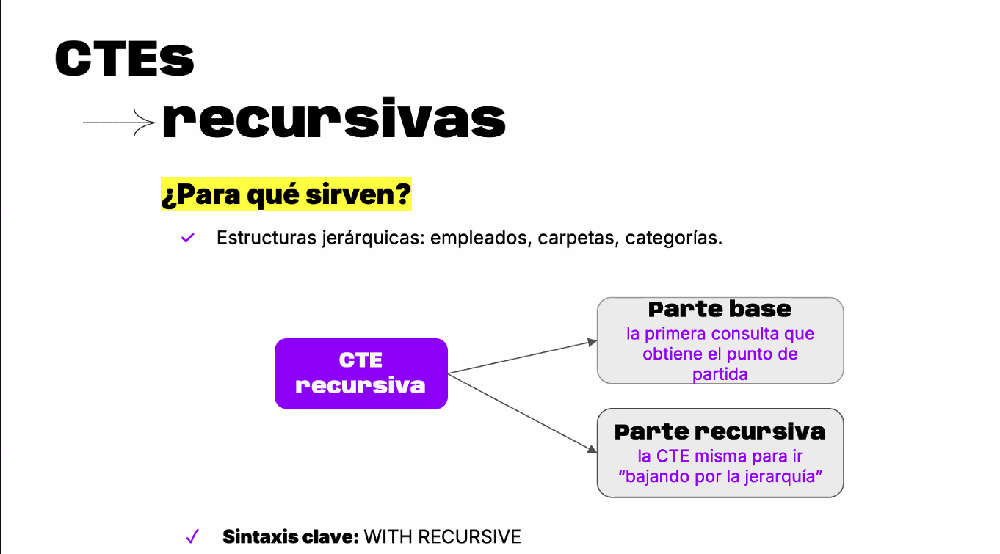 CTEs
recursivas
¿Para qué sirven?
Estructuras jerárquicas: empleados, carpetas, categorías.
CTE
recursiva
Parte base
la primera consulta que
obtiene el punto de
partida
Parte recursiva
la CTE misma para ir
“bajando por la jerarquía”
Sintaxis clave: WITH RECURSIVE